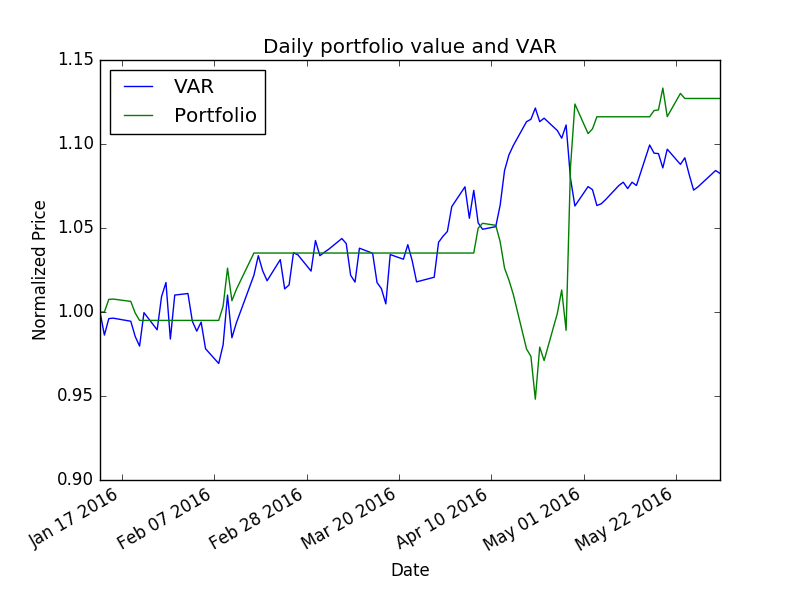 Daily portfolio value and VAR
VAR
Portfolio
1.15
1.10
1.05
1.00
0.95
0.90
Normalized Price
Jan 17 2016
Feb 07 2016
Feb 28 2016
Mar 20 2016
Apr 10 2016
May 01 2016
May 22 2016
Date